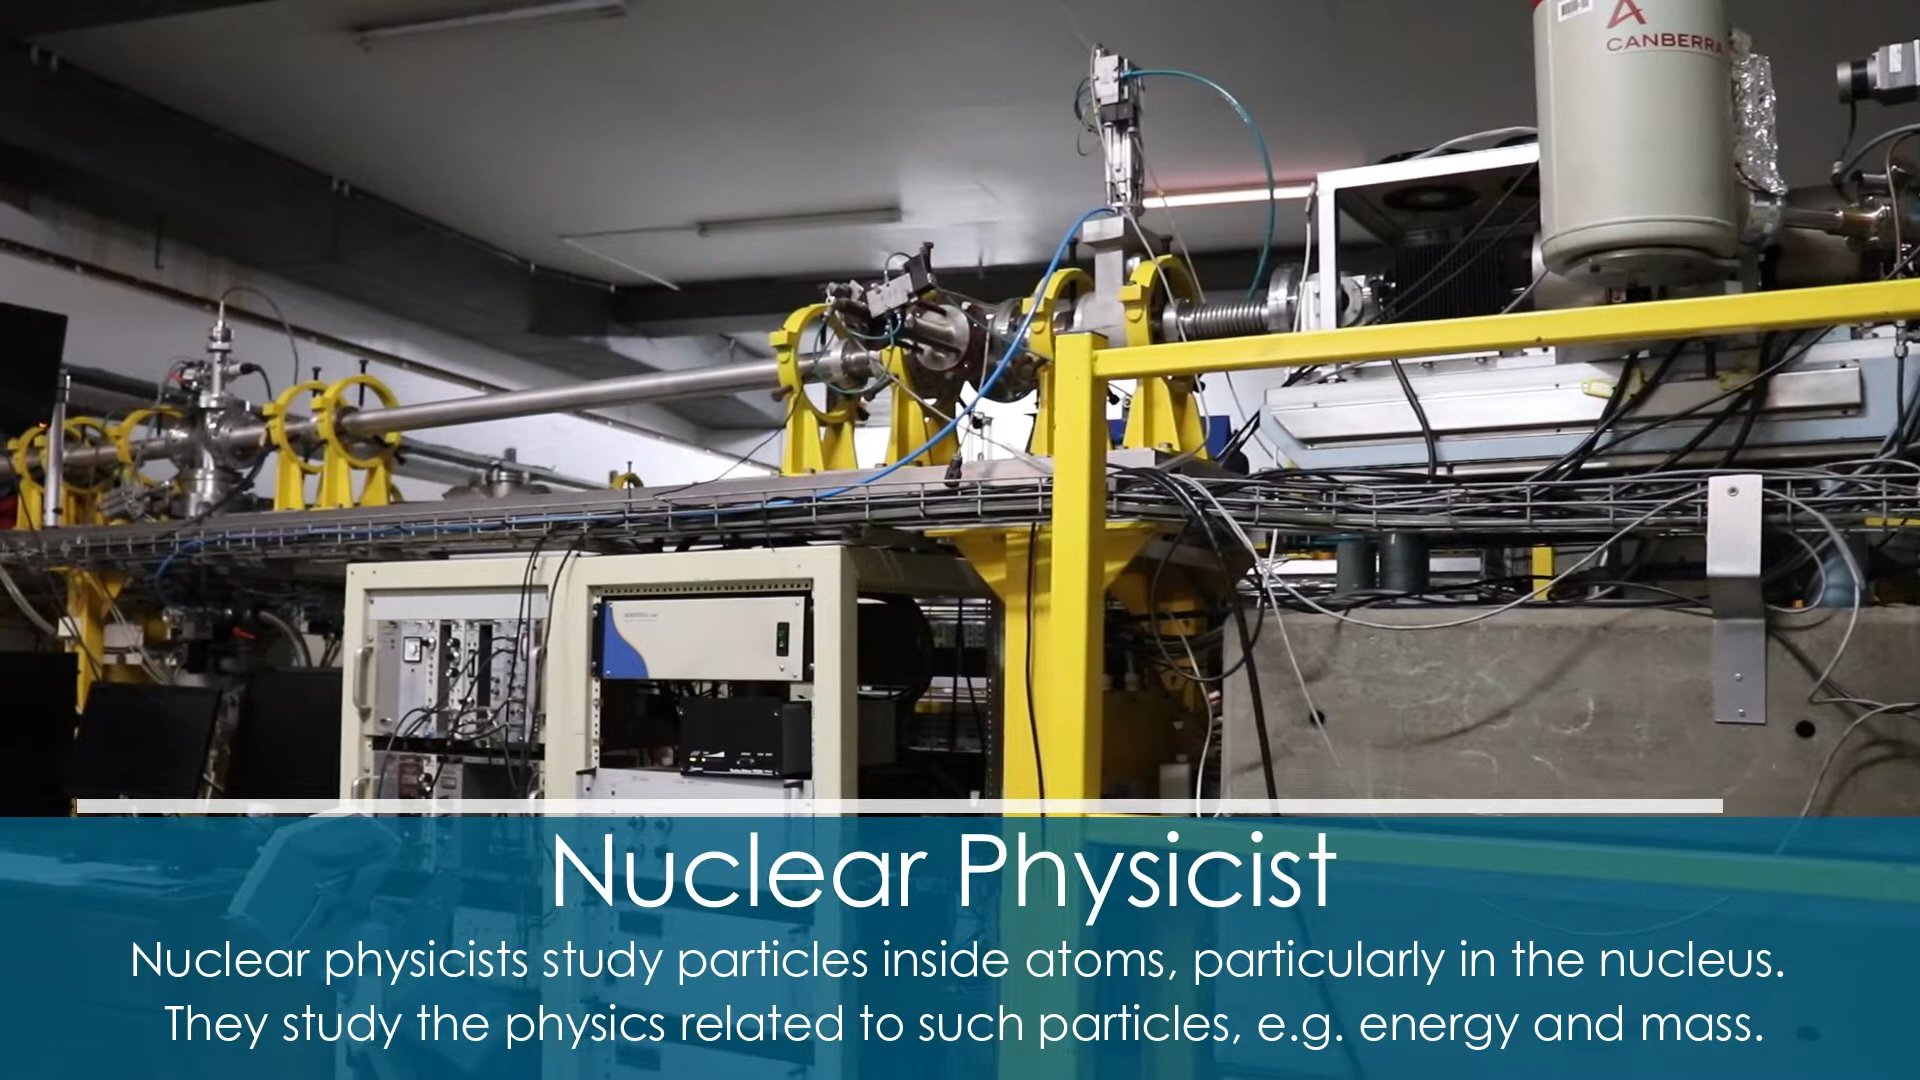 CANBERRA
Nuclear Physicist
Nuclear physicists study particles inside atoms, particularly in the nucleus.
They study the physics related to such particles, e.g. energy and mass.